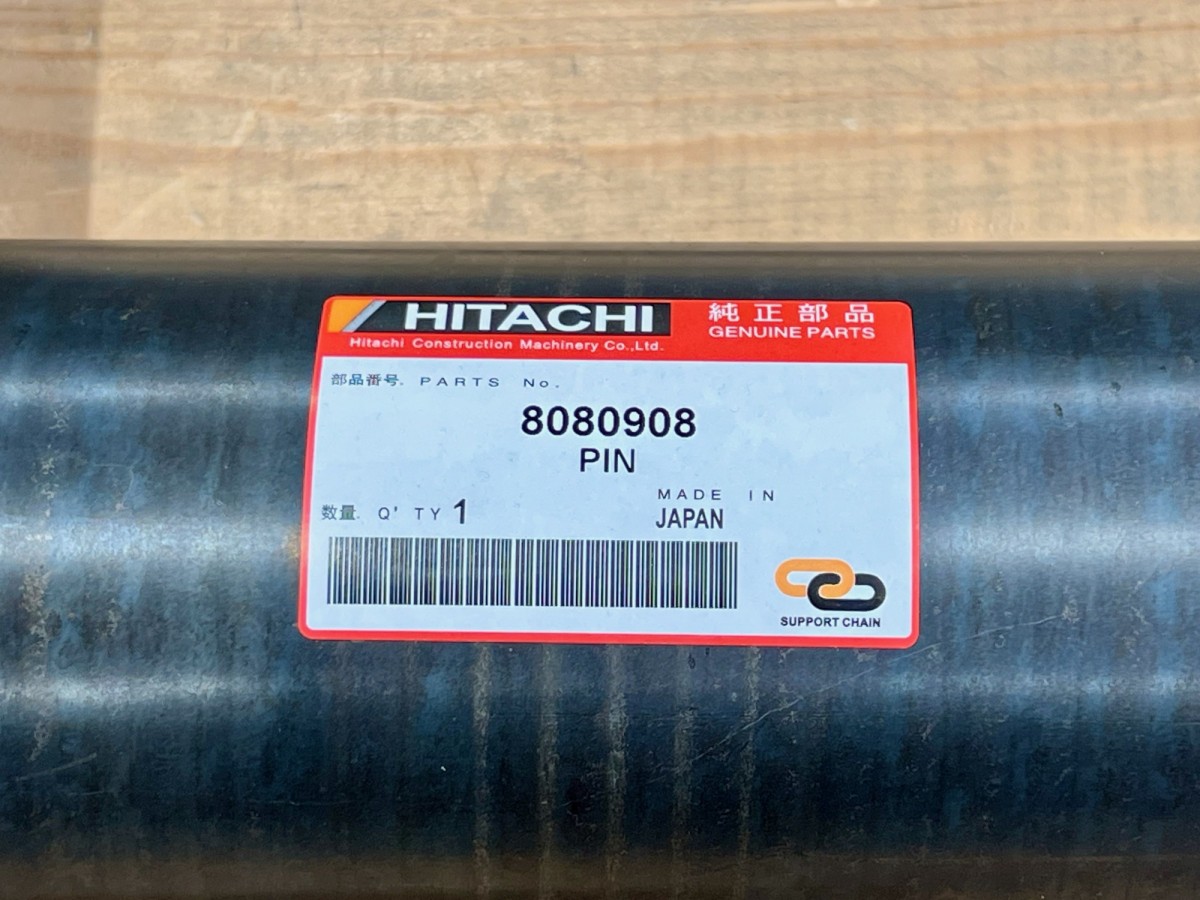 HITACHI
Hitachi Construction Machinery Co.,Ltd.
純正部品
GENUINE PARTS
部品番号. PARTS No.
8080908
PIN
数量. Q' TY 1
MADE IN
JAPAN
SUPPORT CHAIN